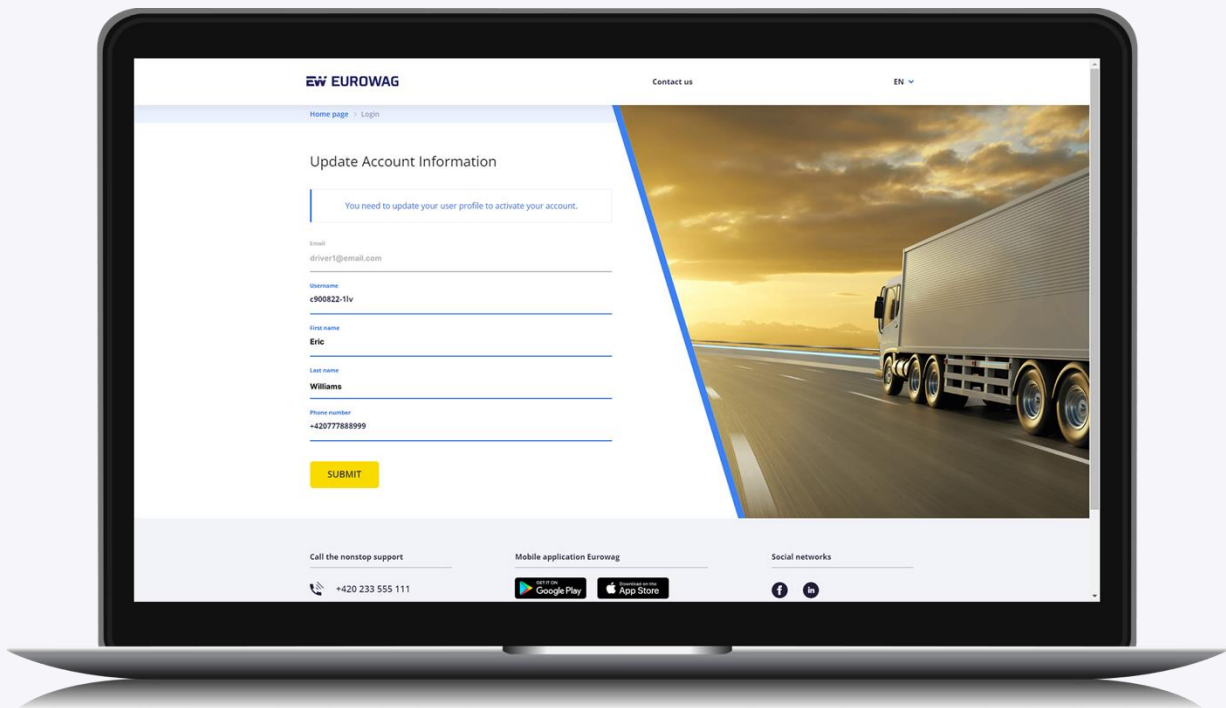 EW EUROWAG
Contact us
EN
Home page > Login
Update Account Information
You need to update your user profile to activate your account.
Email
driver1@email.com
Username
c900822-1lv
First name
Eric
Last name
Williams
Phone number
+420777888999
SUBMIT
Call the nonstop support
Mobile application Eurowag
Social networks
+420 233 555 111
GET IT ON
Google Play
Download on the
App Store
f
in